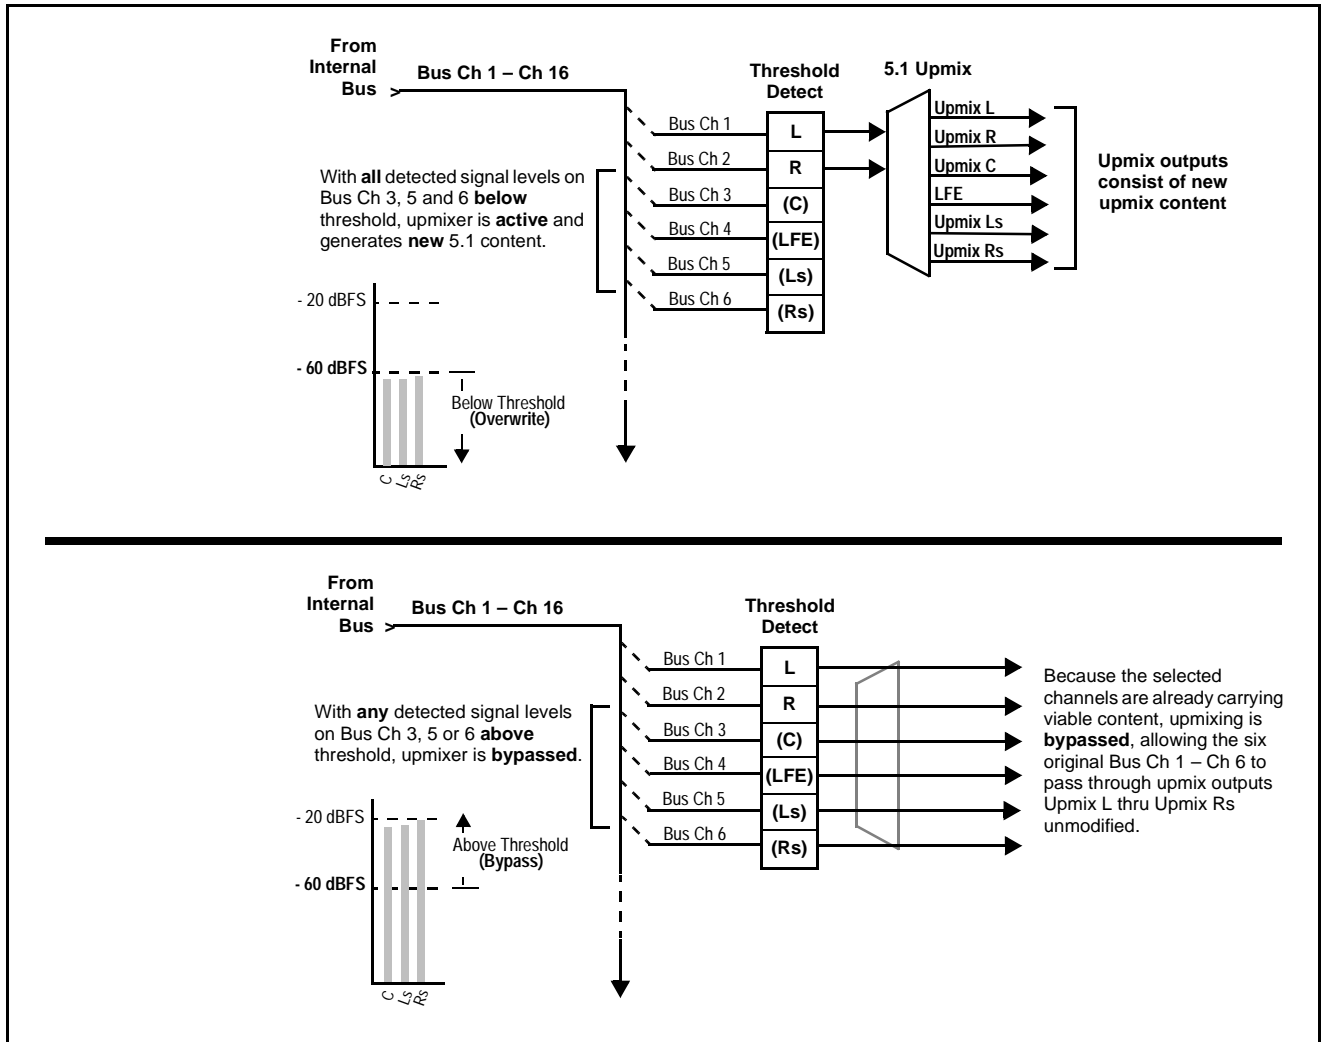 From
Internal
Bus >
Bus Ch 1 – Ch 16
Threshold
Detect
5.1 Upmix
Bus Ch 1
Bus Ch 2
Bus Ch 3
Bus Ch 4
Bus Ch 5
Bus Ch 6
L
R
(C)
(LFE)
(Ls)
(Rs)
Upmix L
Upmix R
Upmix C
LFE
Upmix Ls
Upmix Rs
Upmix outputs
consist of new
upmix content
With all detected signal levels on
Bus Ch 3, 5 and 6 below
threshold, upmixer is active and
generates new 5.1 content.
- 20 dBFS
- 60 dBFS
Below Threshold
(Overwrite)
C
Ls
Rs
From
Internal
Bus >
Bus Ch 1 – Ch 16
Threshold
Detect
Bus Ch 1
Bus Ch 2
Bus Ch 3
Bus Ch 4
Bus Ch 5
Bus Ch 6
L
R
(C)
(LFE)
(Ls)
(Rs)
Because the selected
channels are already carrying
viable content, upmixing is
bypassed, allowing the six
original Bus Ch 1 – Ch 6 to
pass through upmix outputs
Upmix L thru Upmix Rs
unmodified.
With any detected signal levels
on Bus Ch 3, 5 or 6 above
threshold, upmixer is bypassed.
- 20 dBFS
Above Threshold
(Bypass)
- 60 dBFS
C
Ls
Rs